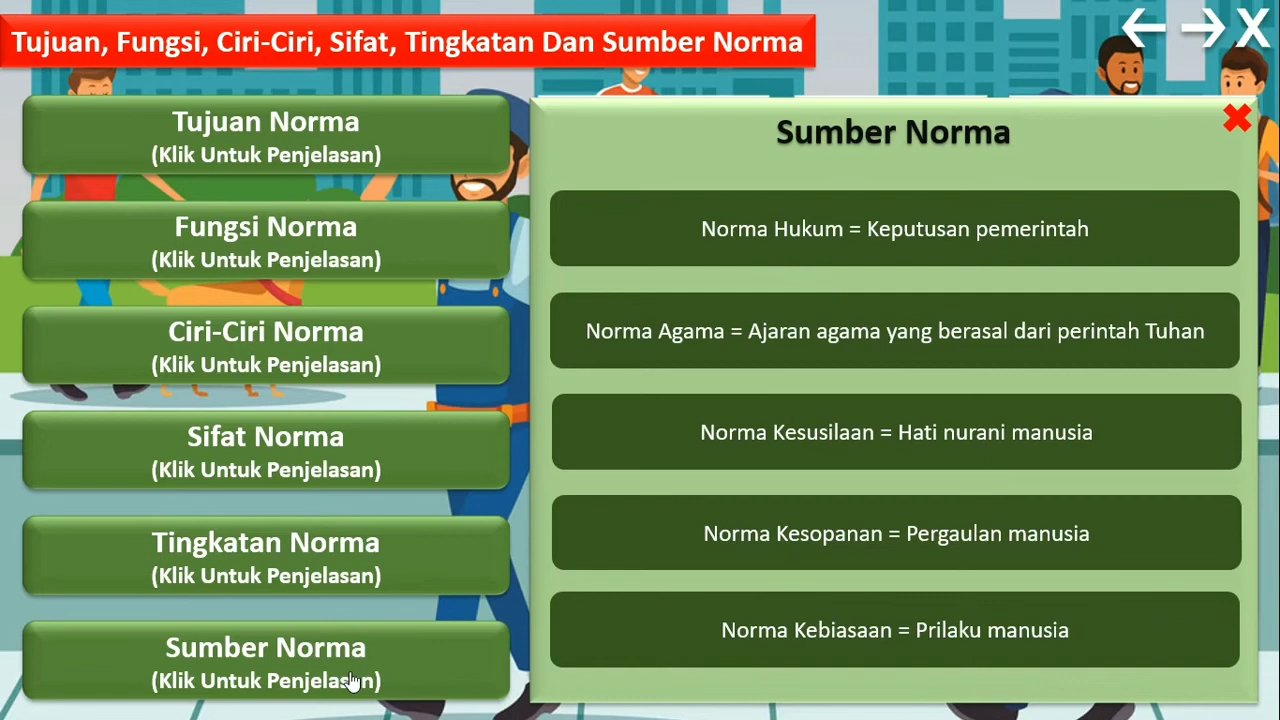 Tujuan, Fungsi, Ciri-Ciri, Sifat, Tingkatan Dan Sumber Norma
X
Tujuan Norma
(Klik Untuk Penjelasan)
Fungsi Norma
(Klik Untuk Penjelasan)
Ciri-Ciri Norma
(Klik Untuk Penjelasan)
Sifat Norma
(Klik Untuk Penjelasan)
Tingkatan Norma
(Klik Untuk Penjelasan)
Sumber Norma
(Klik Untuk Penjelasan)
Sumber Norma
Norma Hukum = Keputusan pemerintah
Norma Agama = Ajaran agama yang berasal dari perintah Tuhan
Norma Kesusilaan = Hati nurani manusia
Norma Kesopanan = Pergaulan manusia
Norma Kebiasaan = Prilaku manusia